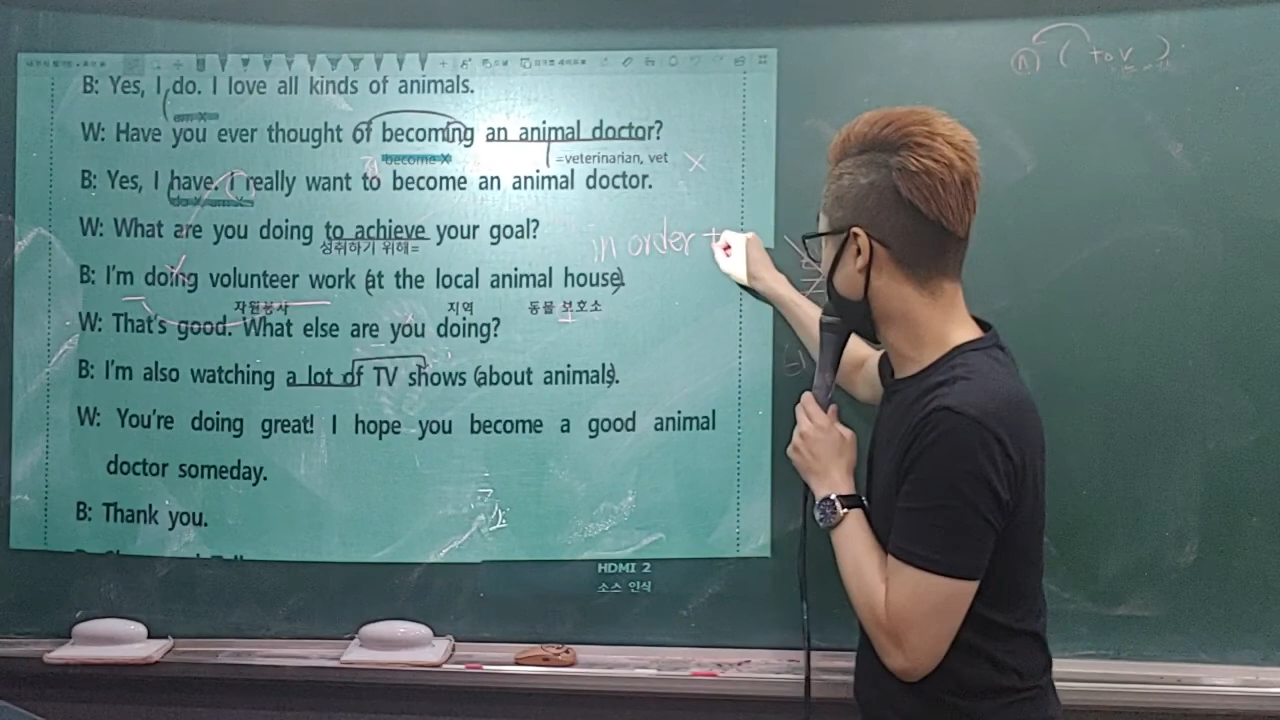 n (to v )
B: Yes, I do. I love all kinds of animals.
am X
W: Have you ever thought of becoming an animal doctor?
become X =veterinarian, vet X
B: Yes, I have. I really want to become an animal doctor.
W: What are you doing to achieve your goal?
성취하기 위해= in order t
B: I'm doing volunteer work (at the local animal house).
자원봉사 지역 동물 보호소
W: That's good. What else are you doing?
B: I'm also watching a lot of TV shows (about animals).
W: You're doing great! I hope you become a good animal
doctor someday.
B: Thank you.
HDMI 2
소스 인식